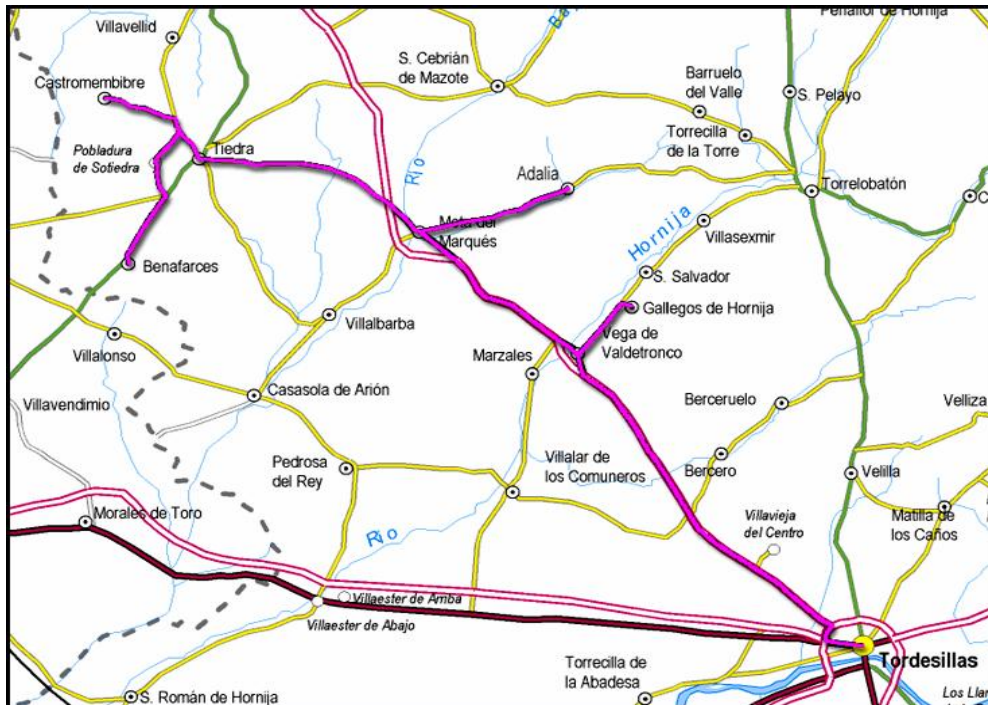 Villavellid
Ba
Peñaflor de Hornija
S. Cebrián
de Mazote
Castromembibre
Barruelo
del Valle
S. Pelayo
Torrecilla
de la Torre
Pobladura
de Sotiedra
Tiedra
Río
Adalia
Torrelobatón
C
Mota del
Marqués
Hornija
Villasexmir
Benafarces
S. Salvador
Gallegos de Hornija
Villalbarba
Vega de
Valdetronco
Villalonso
Marzales
Casasola de Arión
Villavendimio
Berceruelo
Velliza
Pedrosa
del Rey
Villalar de
los Comuneros
Bercero
Velilla
Morales de Toro
Río
Villavieja
del Centro
Matilla de
los Caños
Villaester de Arriba
Villaester de Abajo
Tordesillas
Torrecilla de
la Abadesa
S. Román de Hornija
Los Llan